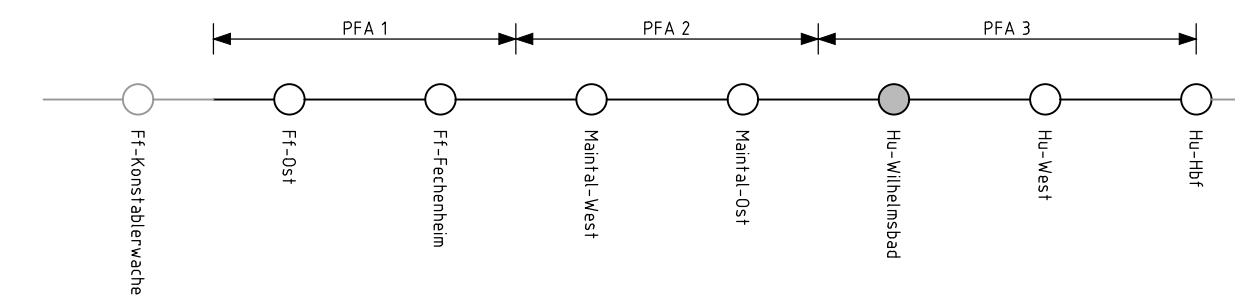 PFA 1
PFA 2
PFA 3
Ff-Konstablerwache
Ff-Ost
Ff-Fechenheim
Maintal-West
Maintal-Ost
Hu-Wilhelmsbad
Hu-West
Hu-Hbf